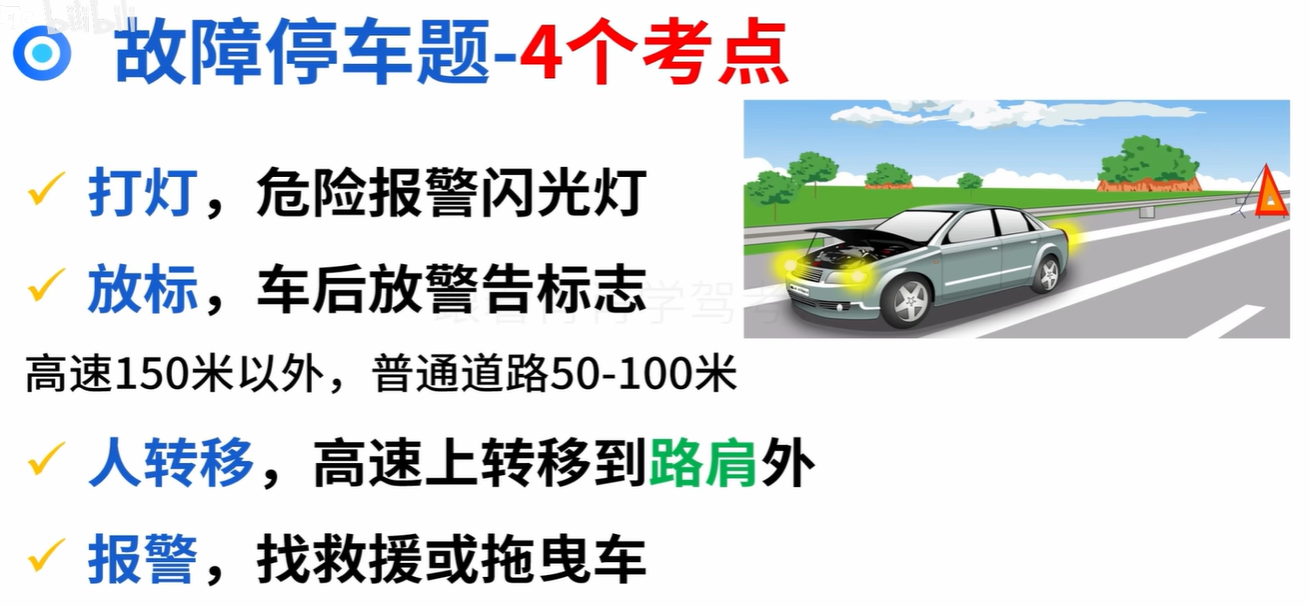 bilibili
故障停车题-4个考点
打灯，危险报警闪光灯
放标，车后放警告标志
高速150米以外，普通道路50-100米
人转移，高速上转移到路肩外
报警，找救援或拖曳车